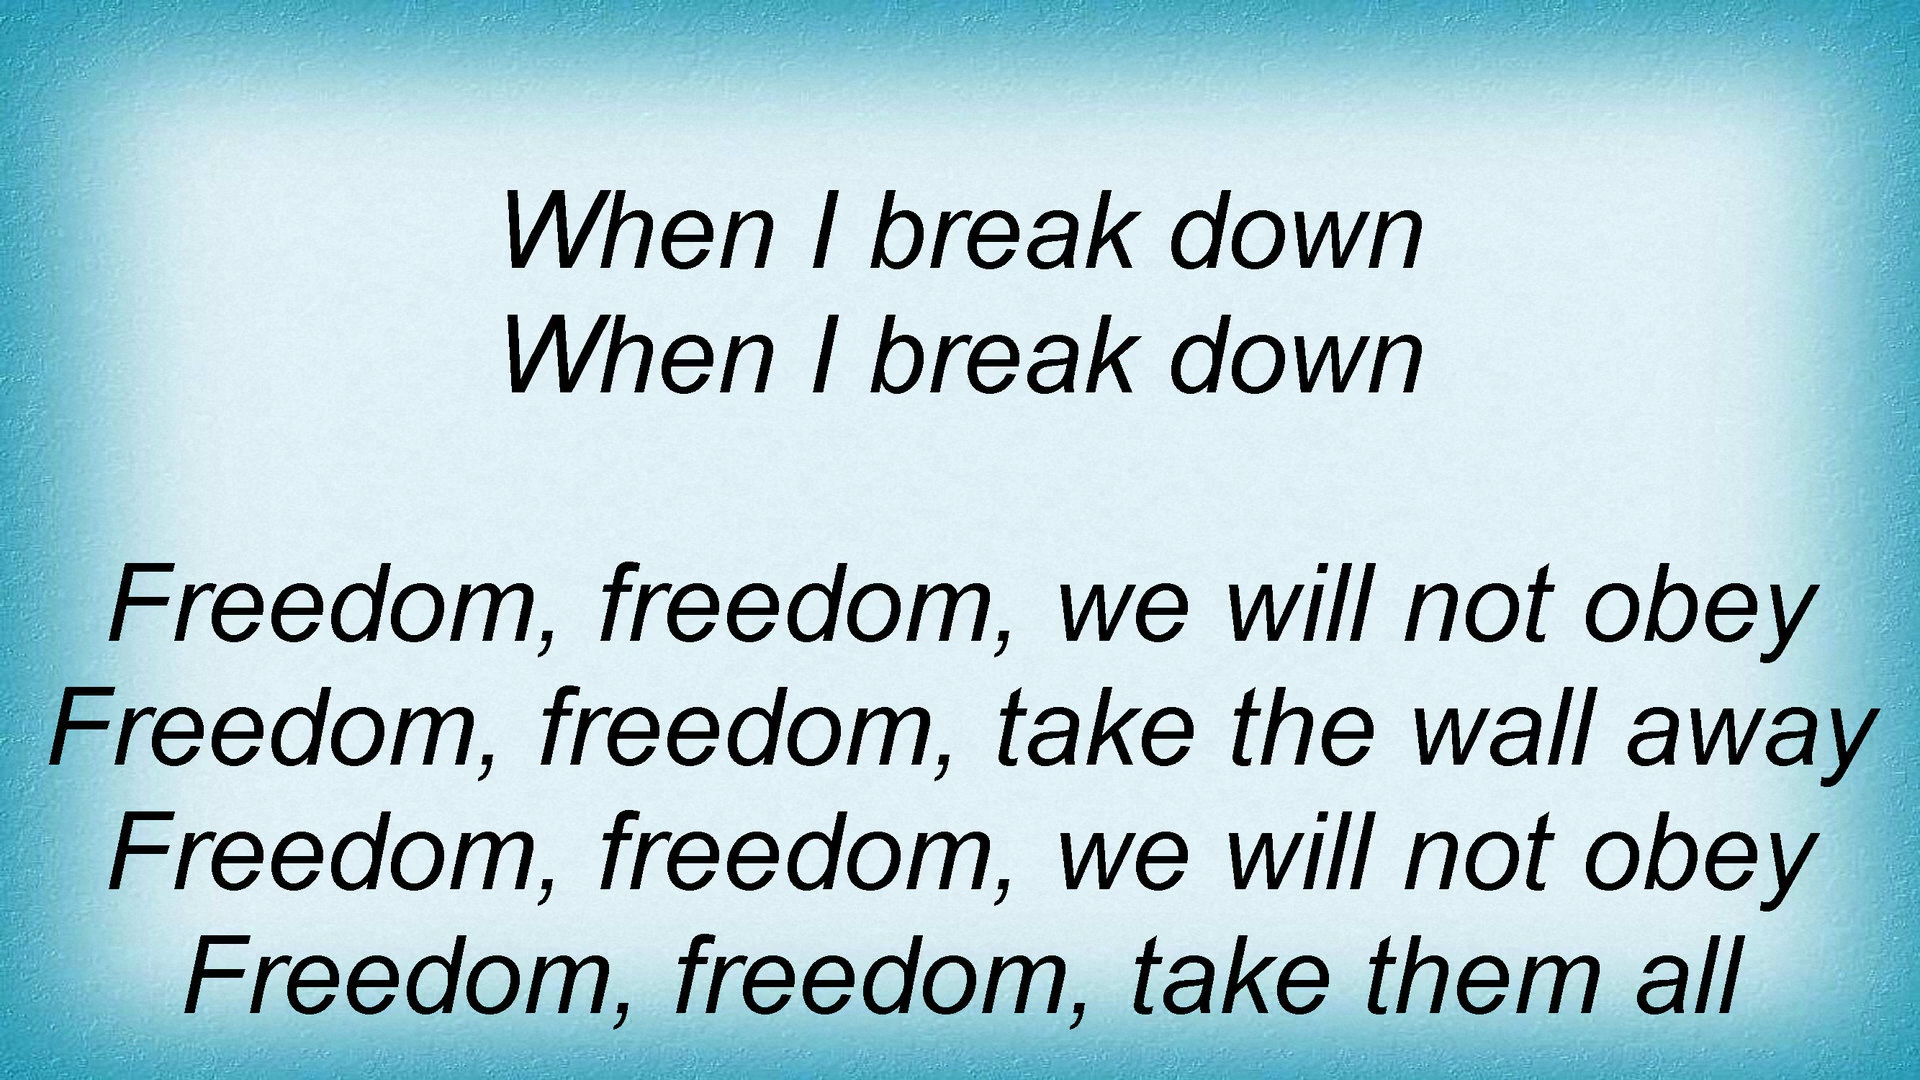 When I break down
When I break down
Freedom, freedom, we will not obey
Freedom, freedom, take the wall away
Freedom, freedom, we will not obey
Freedom, freedom, take them all